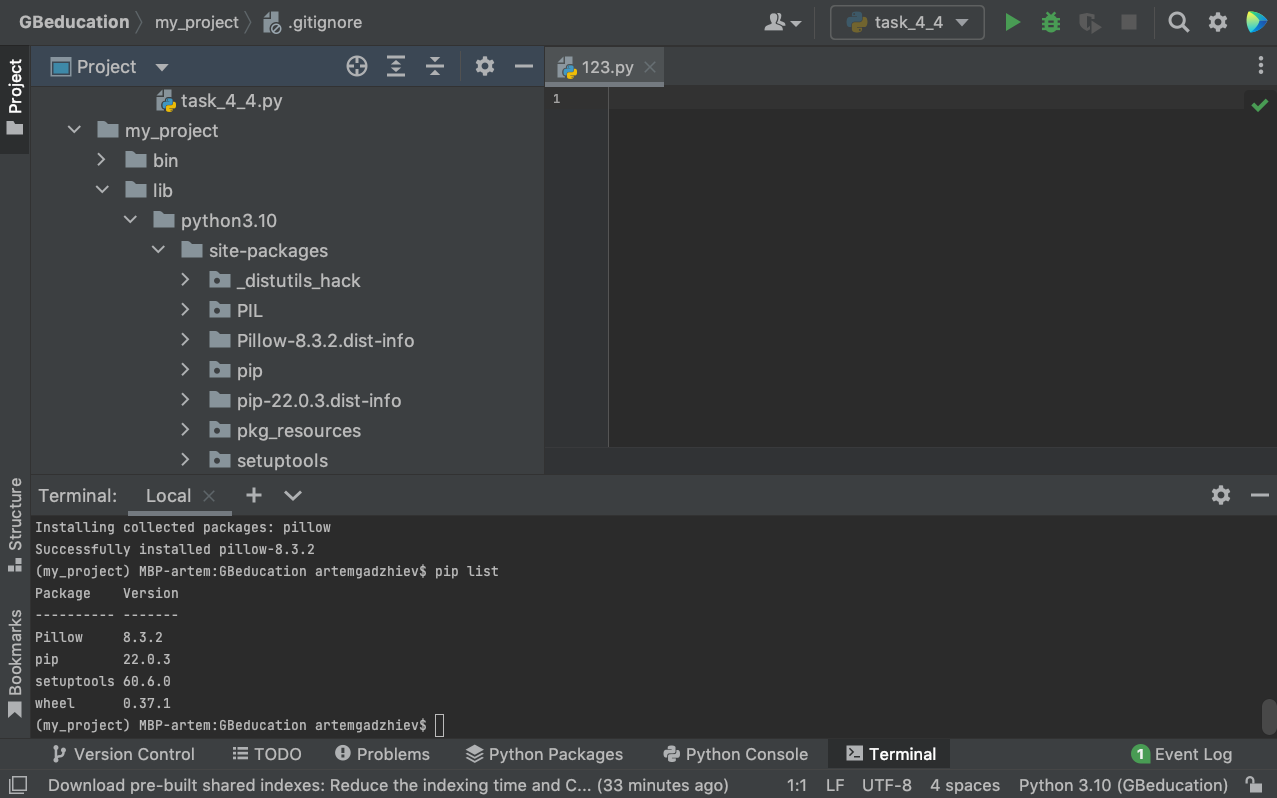 GBeducation my_project .gitignore
task_4_4
Project
Project
123.py
task_4_4.py
1
my_project
bin
lib
python3.10
site-packages
_distutils_hack
PIL
Pillow-8.3.2.dist-info
pip
pip-22.0.3.dist-info
pkg_resources
setuptools
Structure
Bookmarks
Terminal: Local
Installing collected packages: pillow
Successfully installed pillow-8.3.2
(my_project) MBP-artem:GBeducation artemgadzhiev$ pip list
Package    Version
---------- -------
Pillow     8.3.2
pip        22.0.3
setuptools 60.6.0
wheel      0.37.1
(my_project) MBP-artem:GBeducation artemgadzhiev$
Version Control TODO Problems Python Packages Python Console Terminal 1 Event Log
Download pre-built shared indexes: Reduce the indexing time and C... (33 minutes ago) 1:1 LF UTF-8 4 spaces Python 3.10 (GBeducation)